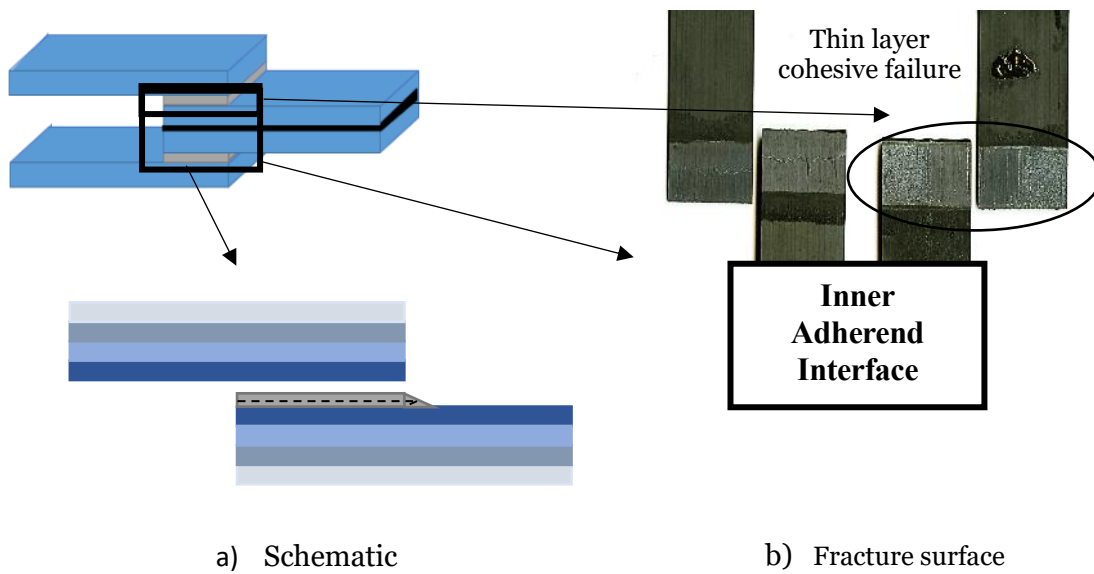 Thin layer
cohesive failure
Inner
Adherend
Interface
a) Schematic
b) Fracture surface